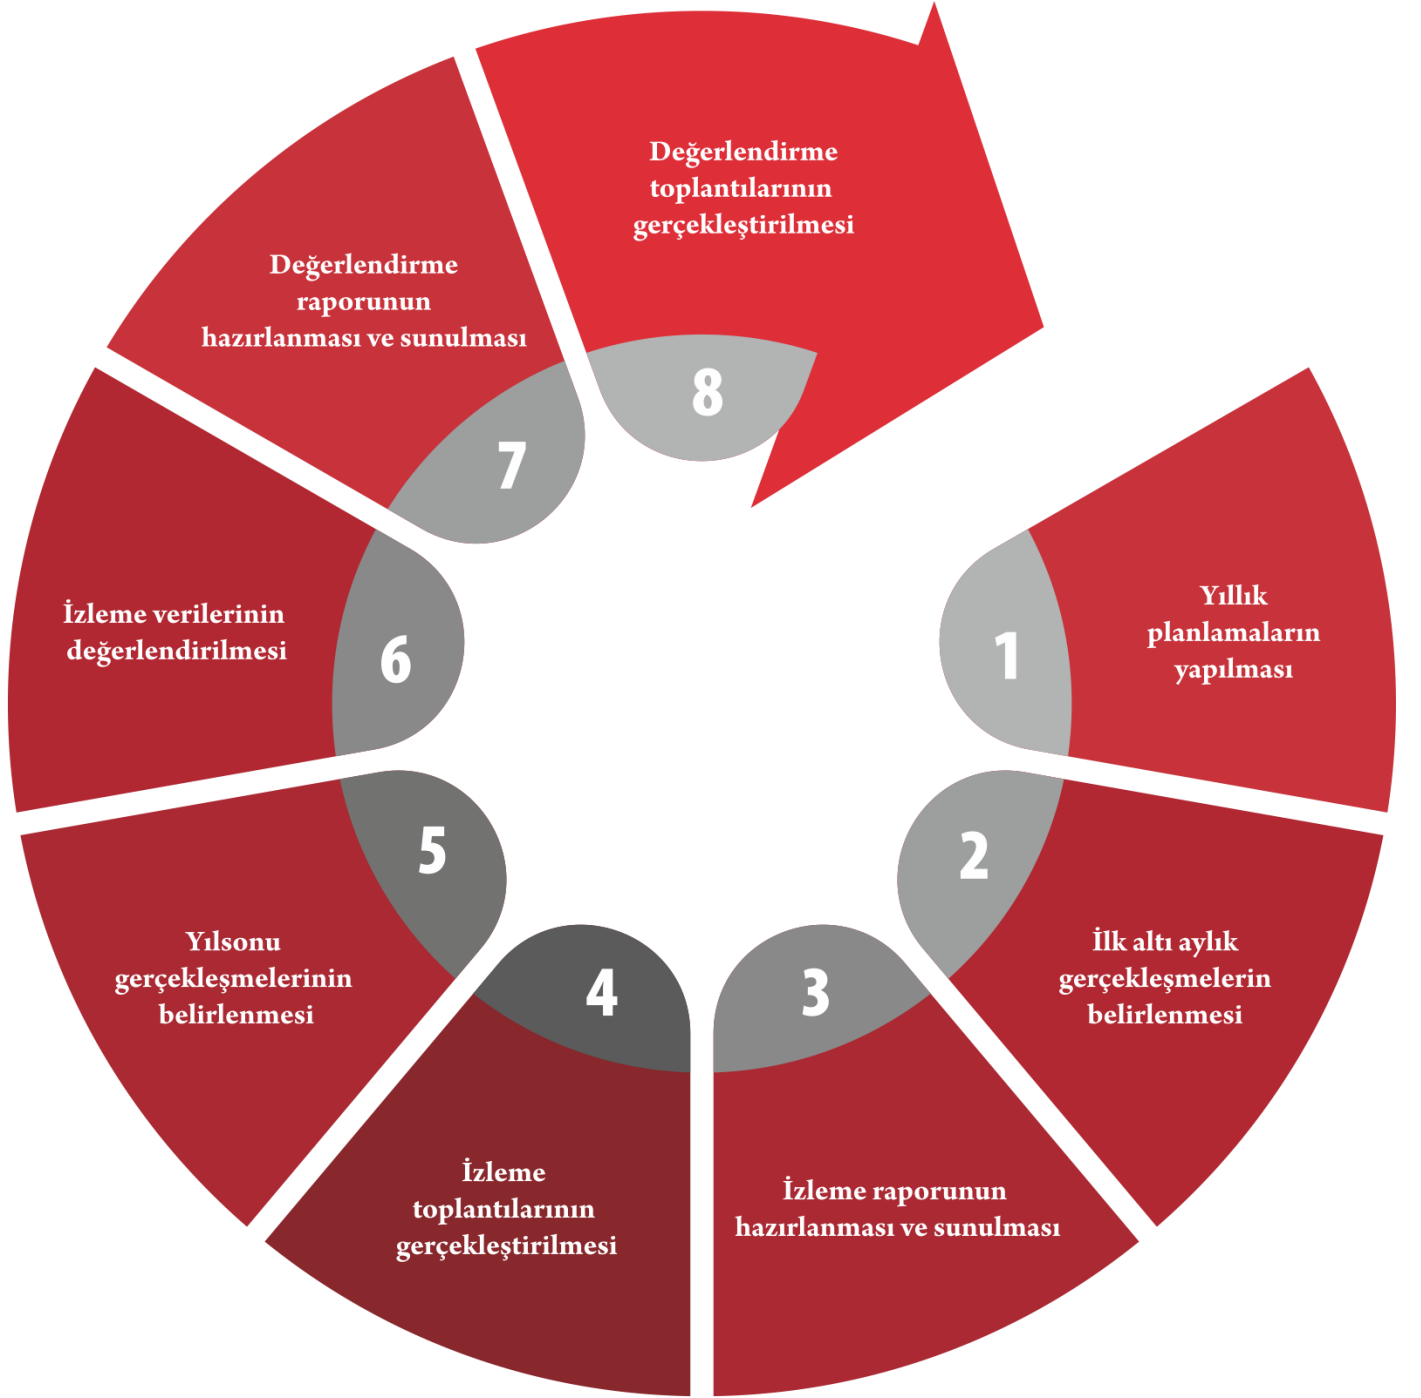 1
Yıllık
planlamaların
yapılması
2
İlk altı aylık
gerçekleşmelerin
belirlenmesi
3
İzleme raporunun
hazırlanması ve sunulması
4
İzleme
toplantılarının
gerçekleştirilmesi
5
Yılsonu
gerçekleşmelerinin
belirlenmesi
6
İzleme verilerinin
değerlendirilmesi
7
Değerlendirme
raporunun
hazırlanması ve sunulması
8
Değerlendirme
toplantılarının
gerçekleştirilmesi